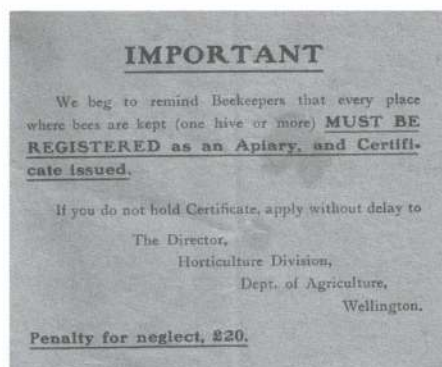 IMPORTANT
We beg to remind Beekeepers that every place
where bees are kept (one hive or more) MUST BE
REGISTERED as an Apiary, and Certifi-
cate issued.
If you do not hold Certificate, apply without delay to
The Director,
Horticulture Division,
Dept. of Agriculture,
Wellington.
Penalty for neglect, £20.